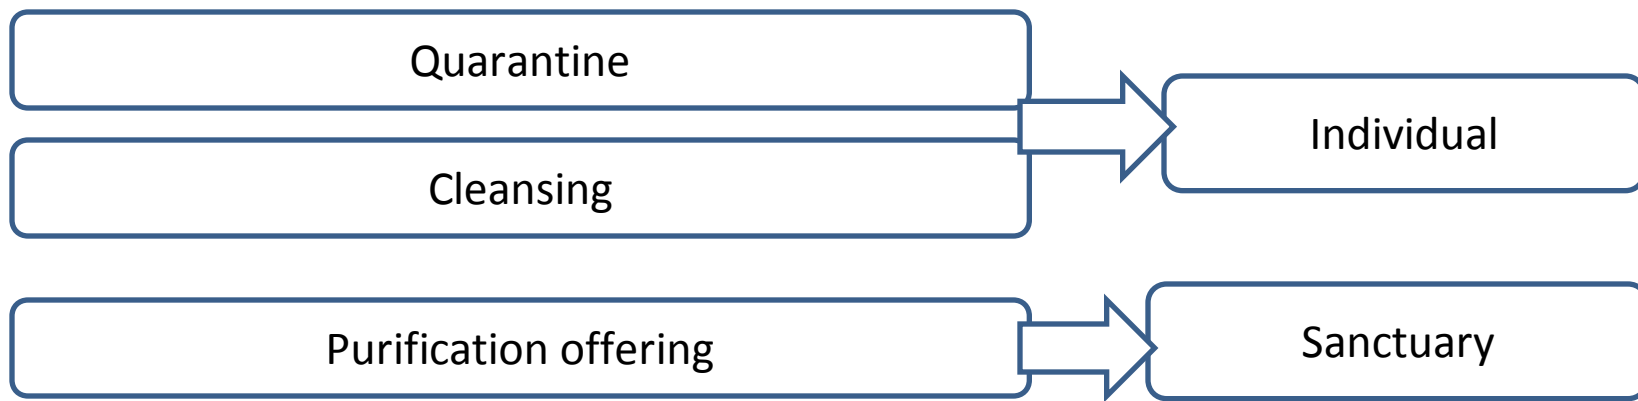 Quarantine
Cleansing
Individual
Purification offering
Sanctuary